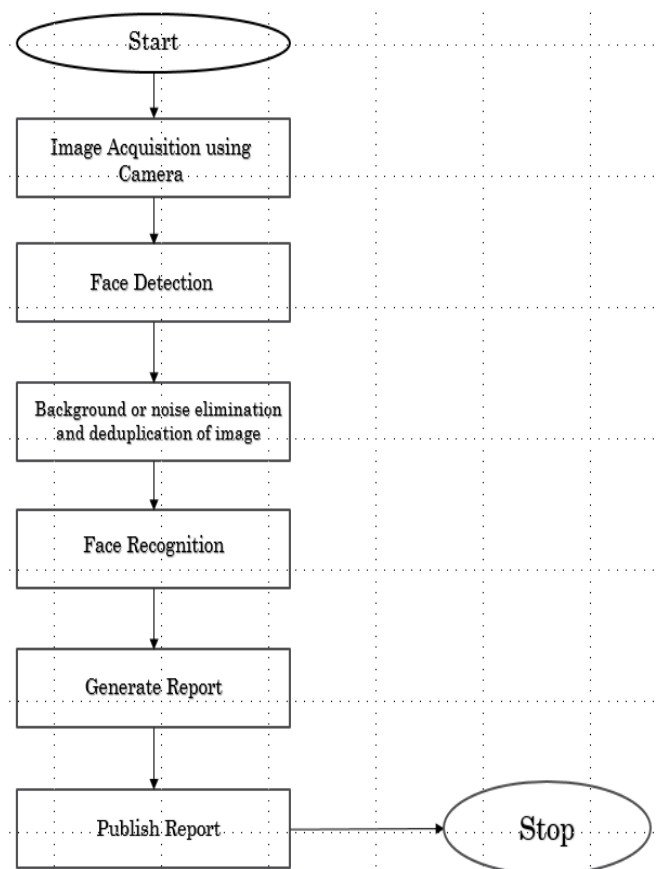 Start
Image Acquisition using
Camera
Face Detection
Background or noise elimination
and deduplication of image
Face Recognition
Generate Report
Publish Report
Stop